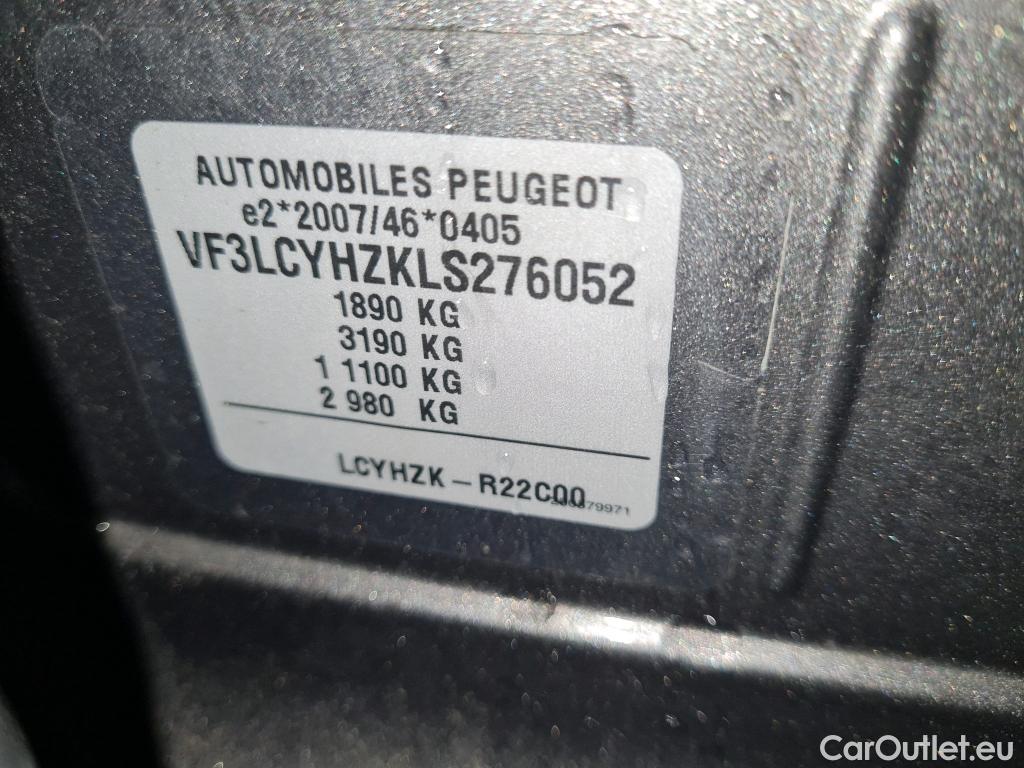 AUTOMOBILES PEUGEOT
e2*2007/46*0405
VF3LCYHZKLS276052
1890 KG
3190 KG
1 1100 KG
2 980 KG
LCYHZK – R22C00
CarOutlet.eu